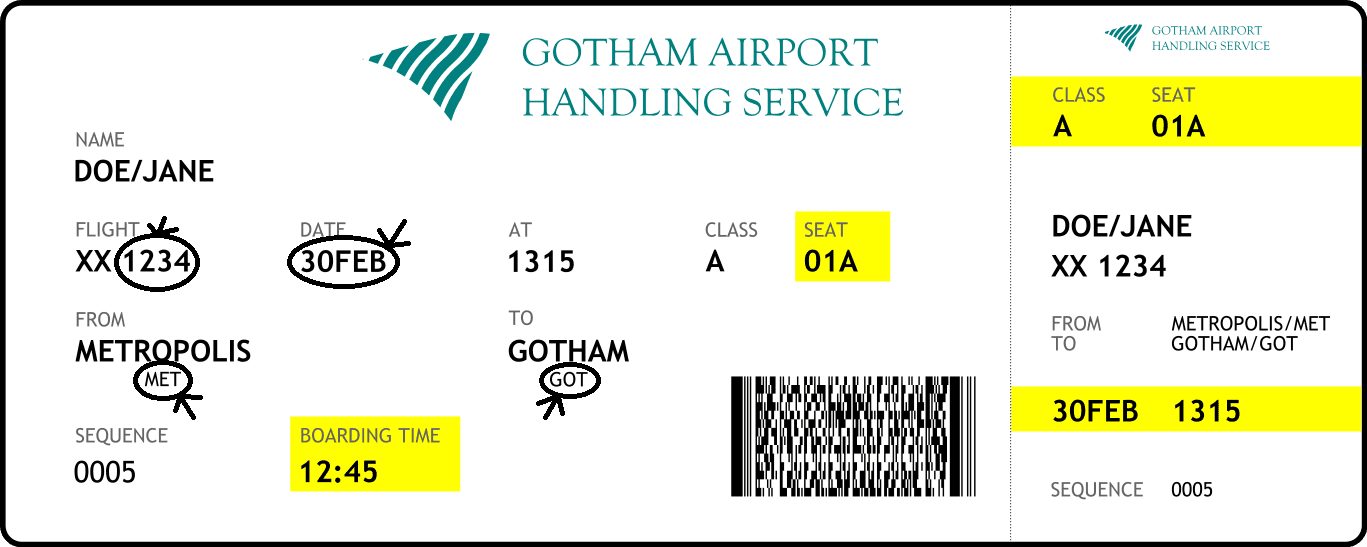 GOTHAM AIRPORT
HANDLING SERVICE
NAME
DOE/JANE
FLIGHT DATE AT CLASS SEAT
XX 1234 30FEB 1315 A 01A
FROM TO
METROPOLIS GOTHAM
MET GOT
SEQUENCE BOARDING TIME
0005 12:45
GOTHAM AIRPORT
HANDLING SERVICE
CLASS SEAT
A 01A
DOE/JANE
XX 1234
FROM METROPOLIS/MET
TO GOTHAM/GOT
30FEB 1315
SEQUENCE 0005